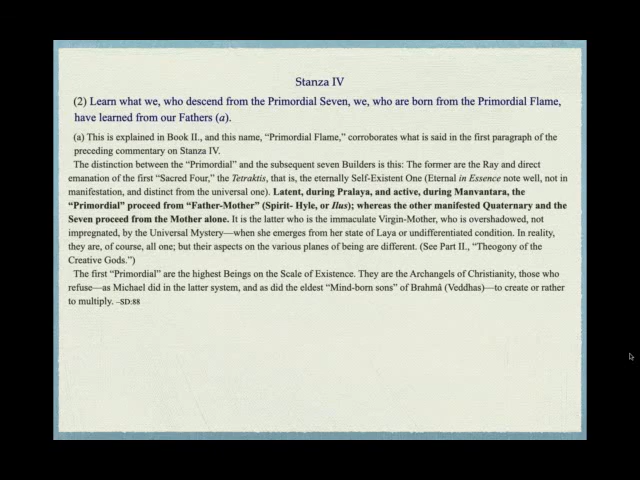 Stanza IV
(2) Learn what we, who descend from the Primordial Seven, we, who are born from the Primordial Flame,
have learned from our Fathers (a).
(a) This is explained in Book II., and this name, “Primordial Flame,” corroborates what is said in the first paragraph of the
preceding commentary on Stanza IV.
The distinction between the “Primordial” and the subsequent seven Builders is this: The former are the Ray and direct
emanation of the first “Sacred Four,” the Tetraktis, that is, the eternally Self-Existent One (Eternal in Essence note well, not in
manifestation, and distinct from the universal one). Latent, during Pralaya, and active, during Manvantara, the
“Primordial” proceed from “Father-Mother” (Spirit- Hyle, or Ilus); whereas the other manifested Quaternary and the
Seven proceed from the Mother alone. It is the latter who is the immaculate Virgin-Mother, who is overshadowed, not
impregnated, by the Universal Mystery—when she emerges from her state of Laya or undifferentiated condition. In reality,
they are, of course, all one; but their aspects on the various planes of being are different. (See Part II., “Theogony of the
Creative Gods.”)
The first “Primordial” are the highest Beings on the Scale of Existence. They are the Archangels of Christianity, those who
refuse—as Michael did in the latter system, and as did the eldest “Mind-born sons” of Brahmâ (Veddhas)—to create or rather
to multiply. –SD:88